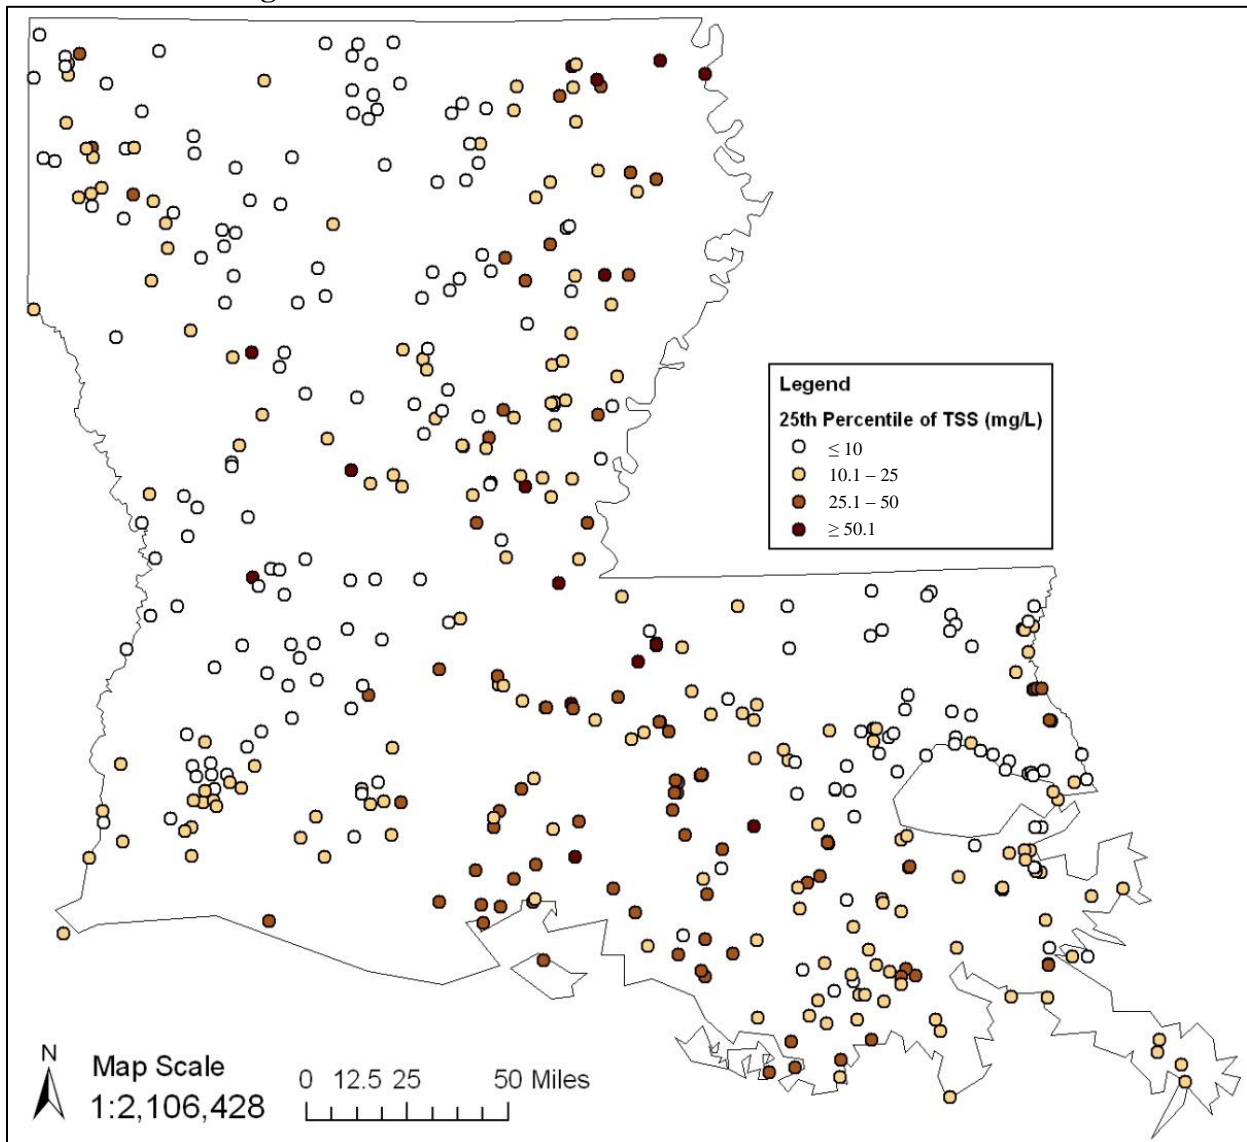 Legend
25th Percentile of TSS (mg/L)
≤ 10
10.1 – 25
25.1 – 50
≥ 50.1
N
Map Scale
1:2,106,428
0 12.5 25 50 Miles